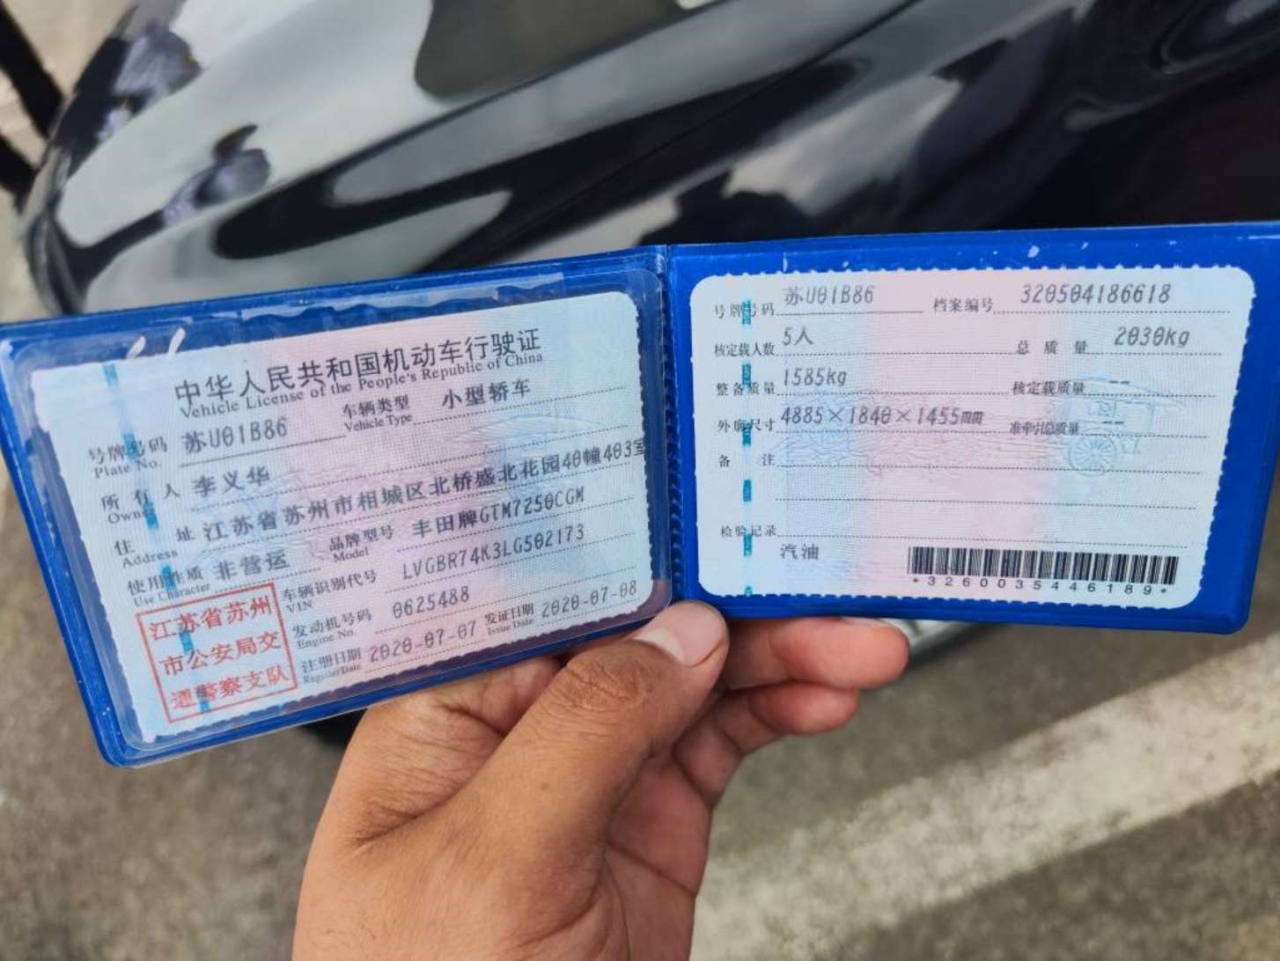 中华人民共和国机动车行驶证
Vehicle License of the People's Republic of China
号牌号码 苏U01B86 车辆类型 小型轿车
Plate No. Vehicle Type
所有人 李义华
Owner
住址 江苏省苏州市相城区北桥盛北花园40幢403室
Address
使用性质 非营运 品牌型号 丰田牌GTM7250CGM
Use Character Model
江苏省苏州
市公安局交
通警察支队
车辆识别代号 LVGBR74K3LG502173
VIN
发动机号码 0625488
Engine No.
注册日期 2020-07-07 发证日期 2020-07-08
Register Date Issue Date
号牌号码 苏U01B86 档案编号 320504186618
核定载人数 5人 总质量 2030kg
整备质量 1585kg 核定载质量 --
外廓尺寸 4885×1840×1455mm 准牵引总质量
备注
检验记录
汽油
*3260035446189*